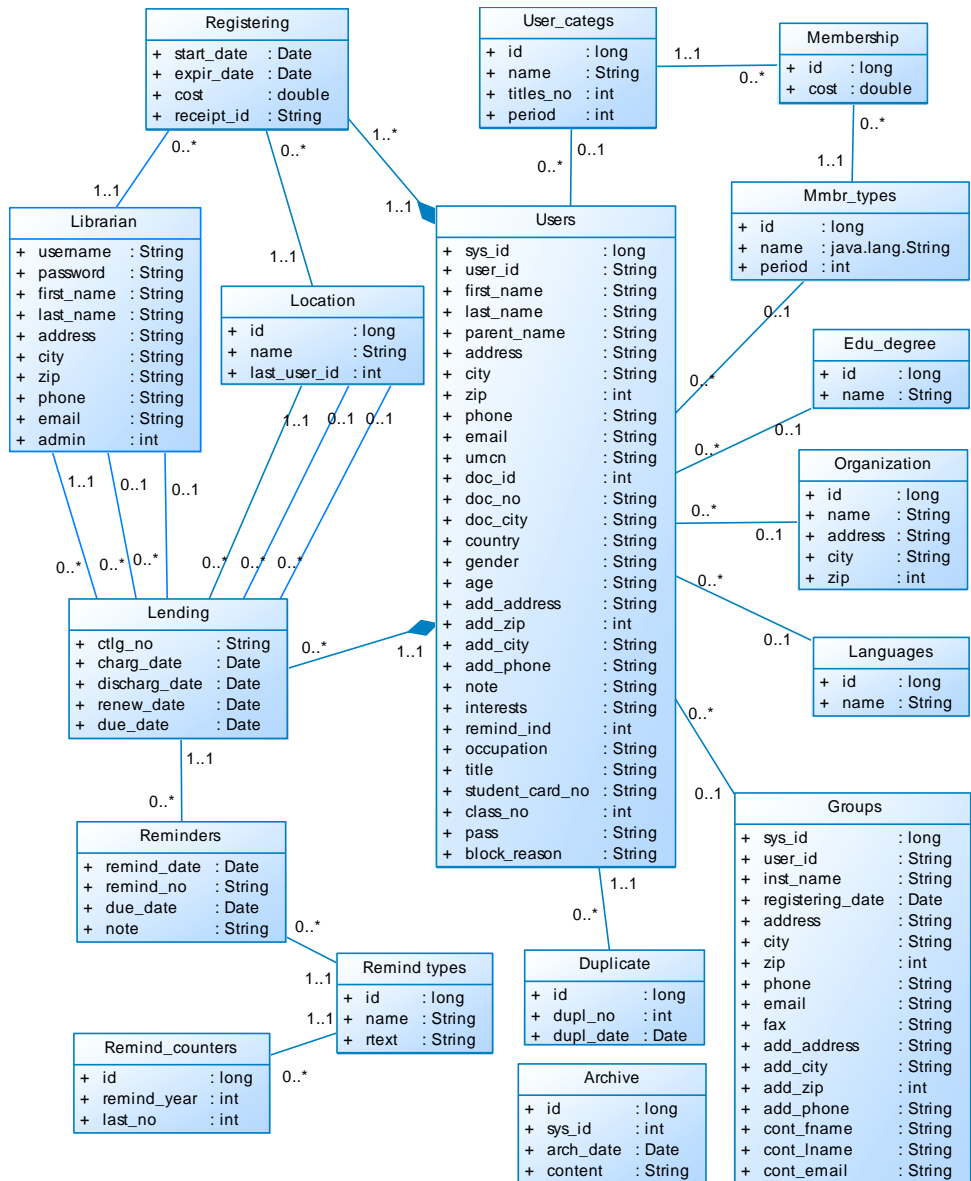 Registering
+ start_date : Date
+ expir_date : Date
+ cost : double
+ receipt_id : String
User_categs
+ id : long
+ name : String
+ titles_no : int
+ period : int
Membership
+ id : long
+ cost : double
1..1
0..*
0..*
1..1
0..*
0..*
1..*
1..1
1..1
1..1
0..1
0..*
Mmbr_types
+ id : long
+ name : java.lang.String
+ period : int
0..1
0..*
Librarian
+ username : String
+ password : String
+ first_name : String
+ last_name : String
+ address : String
+ city : String
+ zip : String
+ phone : String
+ email : String
+ admin : int
Location
+ id : long
+ name : String
+ last_user_id : int
Users
+ sys_id : long
+ user_id : String
+ first_name : String
+ last_name : String
+ parent_name : String
+ address : String
+ city : String
+ zip : int
+ phone : String
+ email : String
+ umcn : String
+ doc_id : int
+ doc_no : String
+ doc_city : String
+ country : String
+ gender : String
+ age : String
+ add_address : String
+ add_zip : int
+ add_city : String
+ add_phone : String
+ note : String
+ interests : String
+ remind_ind : int
+ occupation : String
+ title : String
+ student_card_no : String
+ class_no : int
+ pass : String
+ block_reason : String
Edu_degree
+ id : long
+ name : String
0..*
0..1
Organization
+ id : long
+ name : String
+ address : String
+ city : String
+ zip : int
0..*
0..1
Languages
+ id : long
+ name : String
0..*
0..1
1..1
0..1
0..1
0..*
0..*
0..*
1..1
0..1
0..1
0..*
0..*
0..*
Lending
+ ctlg_no : String
+ charg_date : Date
+ discharg_date : Date
+ renew_date : Date
+ due_date : Date
0..*
1..1
1..1
0..*
Reminders
+ remind_date : Date
+ remind_no : String
+ due_date : Date
+ note : String
0..*
1..1
Remind types
+ id : long
+ name : String
+ rtext : String
1..1
0..*
Remind_counters
+ id : long
+ remind_year : int
+ last_no : int
1..1
0..*
Duplicate
+ id : long
+ dupl_no : int
+ dupl_date : Date
Archive
+ id : long
+ sys_id : int
+ arch_date : Date
+ content : String
0..*
0..1
Groups
+ sys_id : long
+ user_id : String
+ inst_name : String
+ registering_date : Date
+ address : String
+ city : String
+ zip : int
+ phone : String
+ email : String
+ fax : String
+ add_address : String
+ add_city : String
+ add_zip : int
+ add_phone : String
+ cont_fname : String
+ cont_lname : String
+ cont_email : String